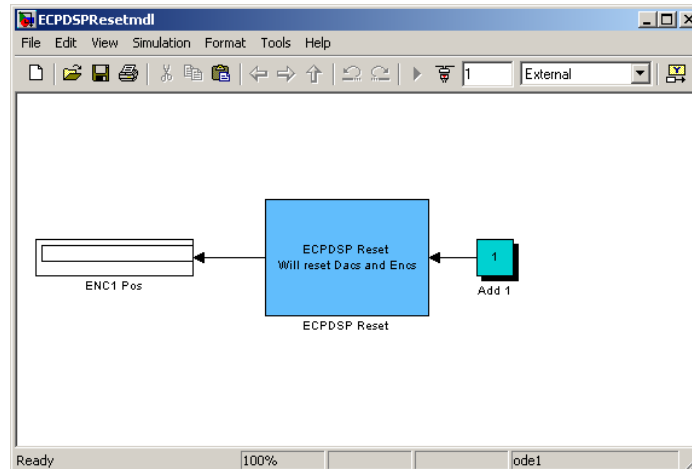 ECPDSPResetmdl
File Edit View Simulation Format Tools Help
1 External
ECPDSP Reset
Will reset Dacs and Encs
1
ENC1 Pos
Add 1
ECPDSP Reset
Ready 100% ode1